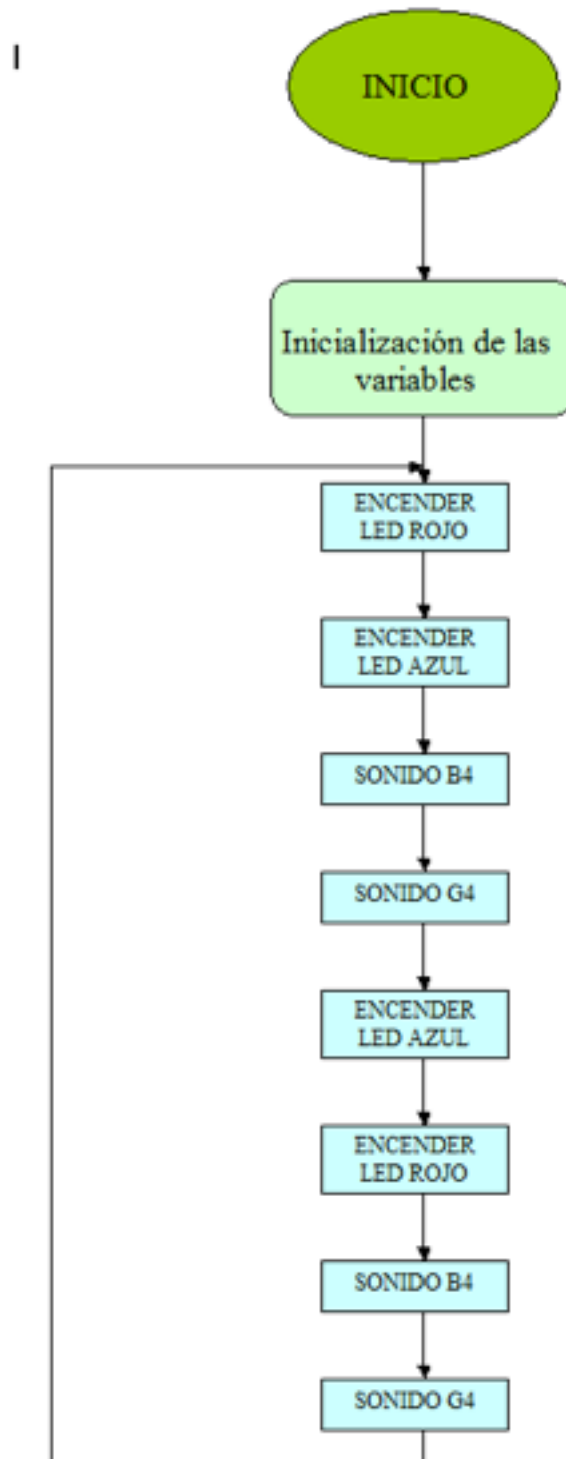 INICIO
Inicialización de las
variables
ENCENDER
LED ROJO
ENCENDER
LED AZUL
SONIDO B4
SONIDO G4
ENCENDER
LED AZUL
ENCENDER
LED ROJO
SONIDO B4
SONIDO G4